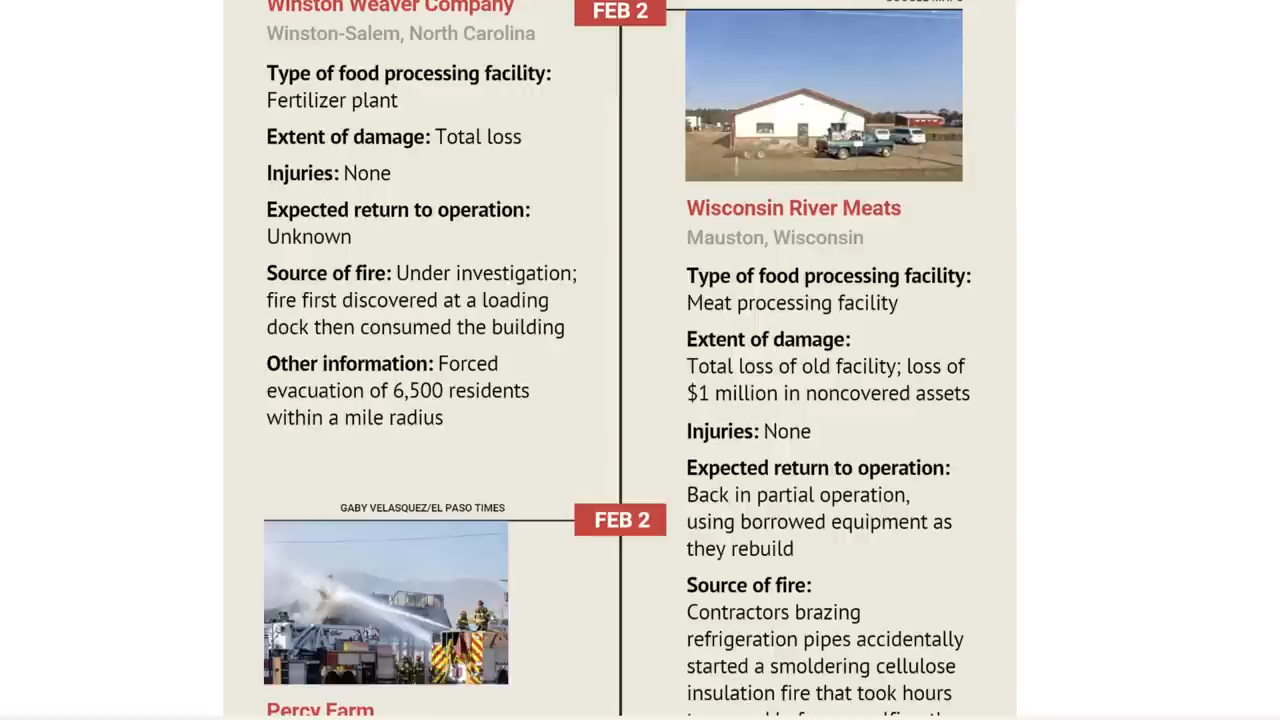 Winston Weaver Company
Winston-Salem, North Carolina
Type of food processing facility:
Fertilizer plant
Extent of damage: Total loss
Injuries: None
Expected return to operation:
Unknown
Source of fire: Under investigation;
fire first discovered at a loading
dock then consumed the building
Other information: Forced
evacuation of 6,500 residents
within a mile radius
FEB 2
Wisconsin River Meats
Mauston, Wisconsin
Type of food processing facility:
Meat processing facility
Extent of damage:
Total loss of old facility; loss of
$1 million in noncovered assets
Injuries: None
Expected return to operation:
Back in partial operation,
using borrowed equipment as
they rebuild
Source of fire:
Contractors brazing
refrigeration pipes accidentally
started a smoldering cellulose
insulation fire that took hours
GABY VELASQUEZ/EL PASO TIMES
FEB 2
Percy Farm